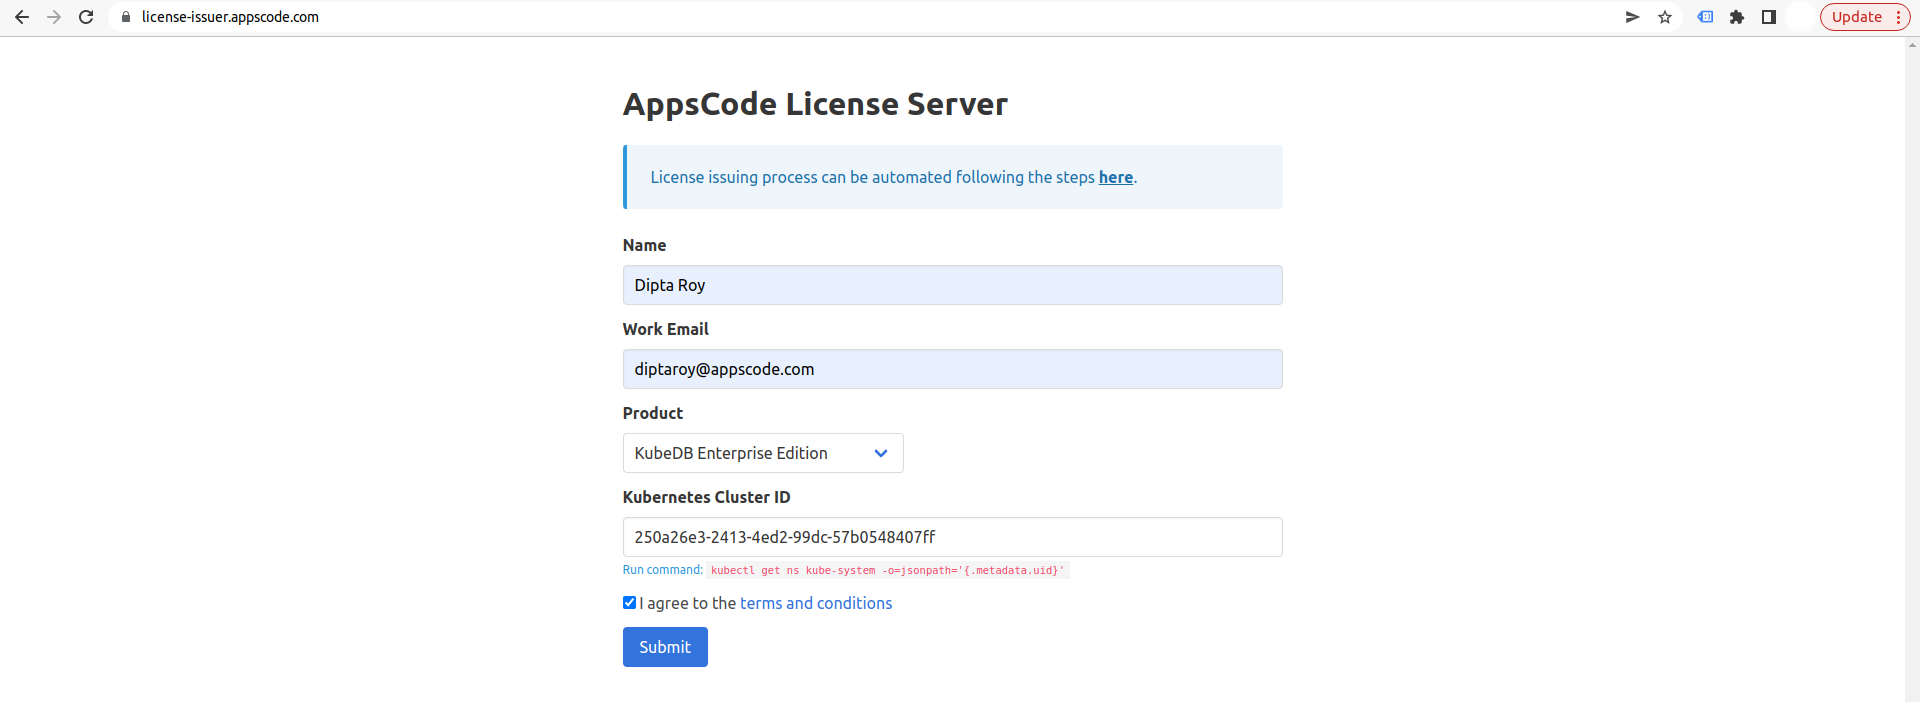 license-issuer.appscode.com
Update
AppsCode License Server
License issuing process can be automated following the steps here.
Name
Dipta Roy
Work Email
diptaroy@appscode.com
Product
KubeDB Enterprise Edition
Kubernetes Cluster ID
250a26e3-2413-4ed2-99dc-57b0548407ff
Run command: kubectl get ns kube-system -o=jsonpath='{.metadata.uid}'
I agree to the terms and conditions
Submit